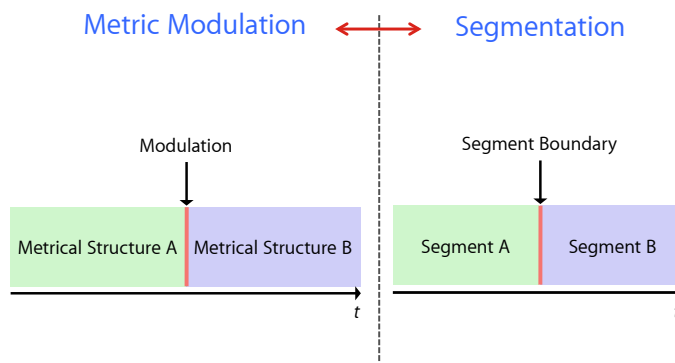 Metric Modulation
Segmentation
Modulation
Segment Boundary
Metrical Structure A
Metrical Structure B
Segment A
Segment B
t